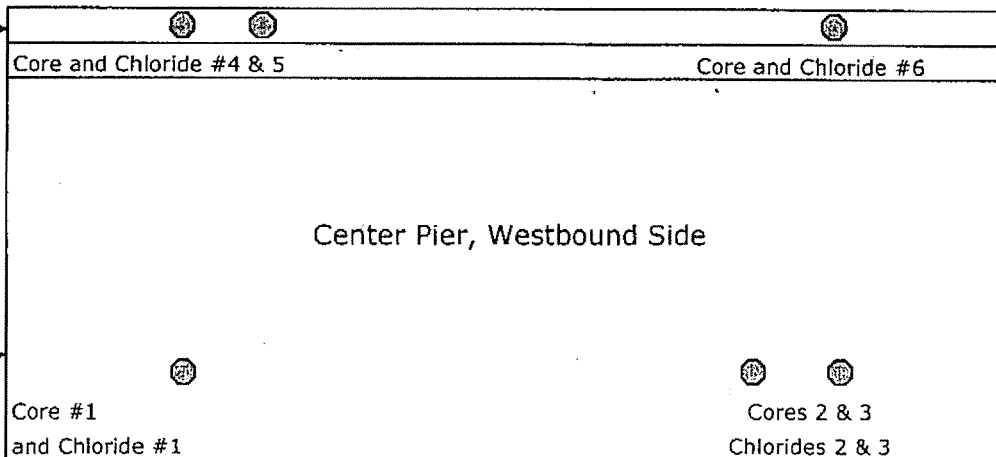 Core and Chloride #4 & 5
Core and Chloride #6
Center Pier, Westbound Side
Core #1
and Chloride #1
Cores 2 & 3
Chlorides 2 & 3